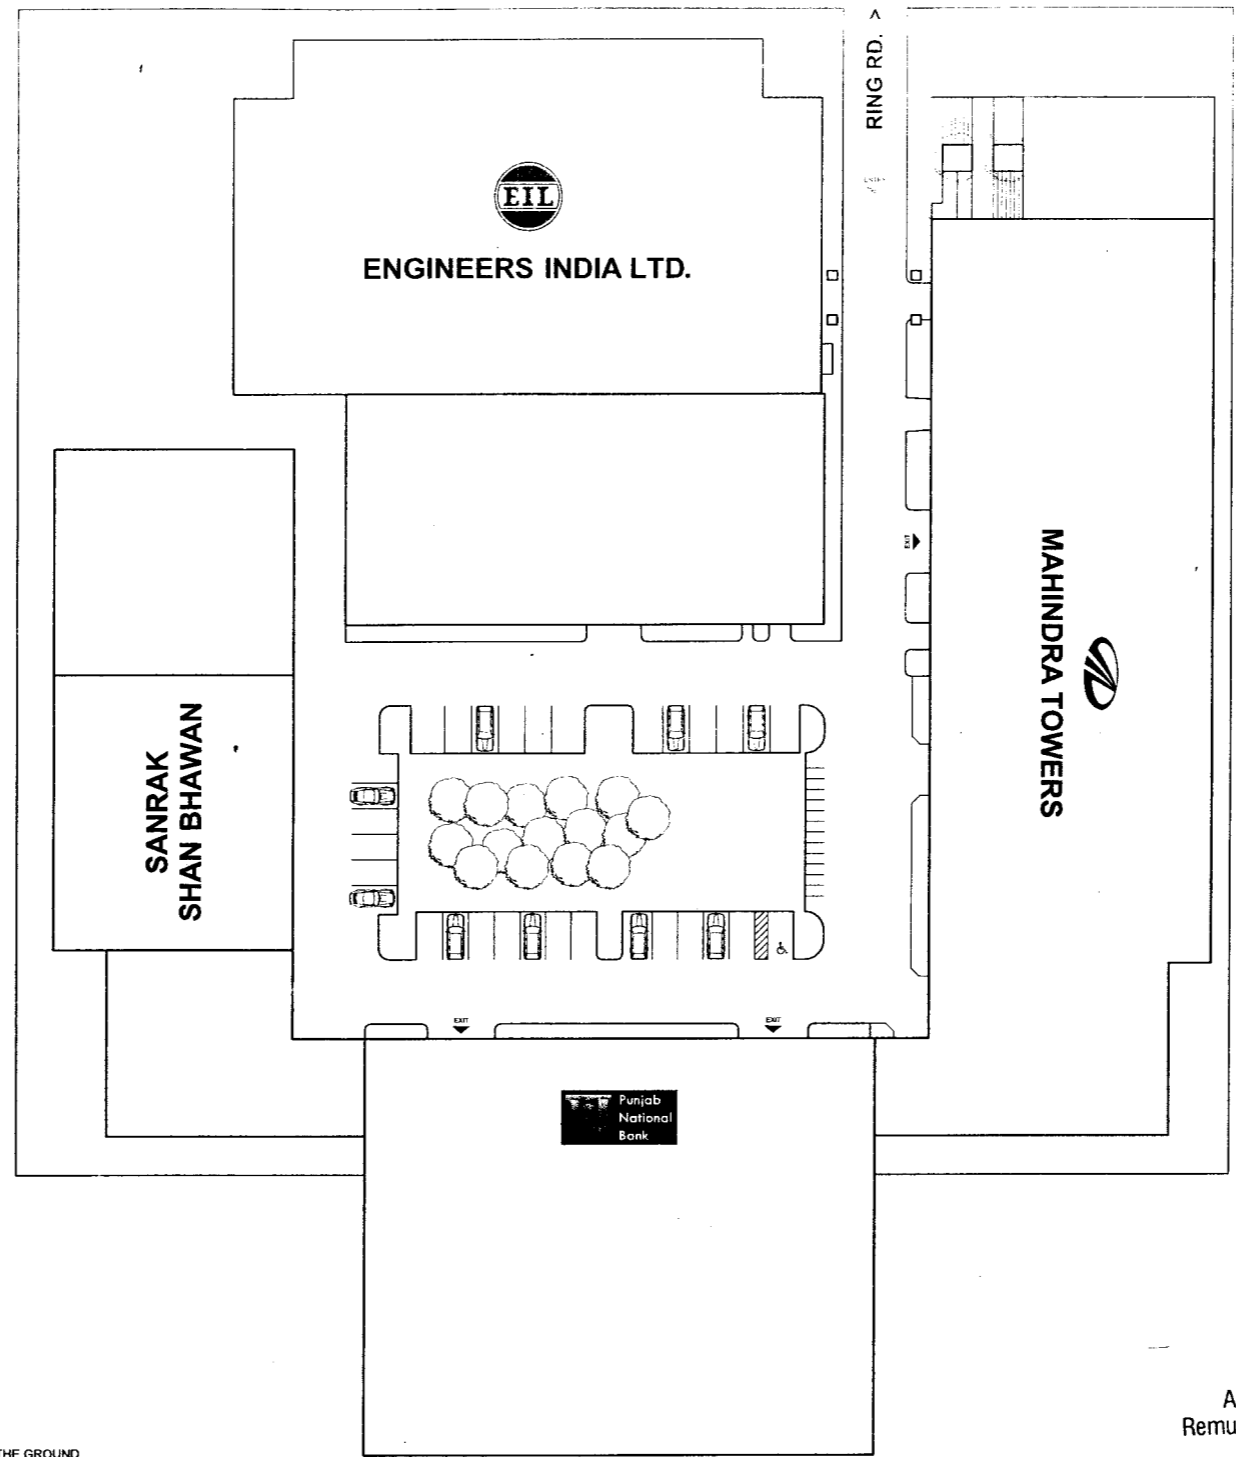 RING RD. >
EIL
ENGINEERS INDIA LTD.
EXIT
MAHINDRA TOWERS
SANRAK
SHAN BHAWAN
EXIT
EXIT
Punjab
National
Bank
A
Remu
THE GROUND